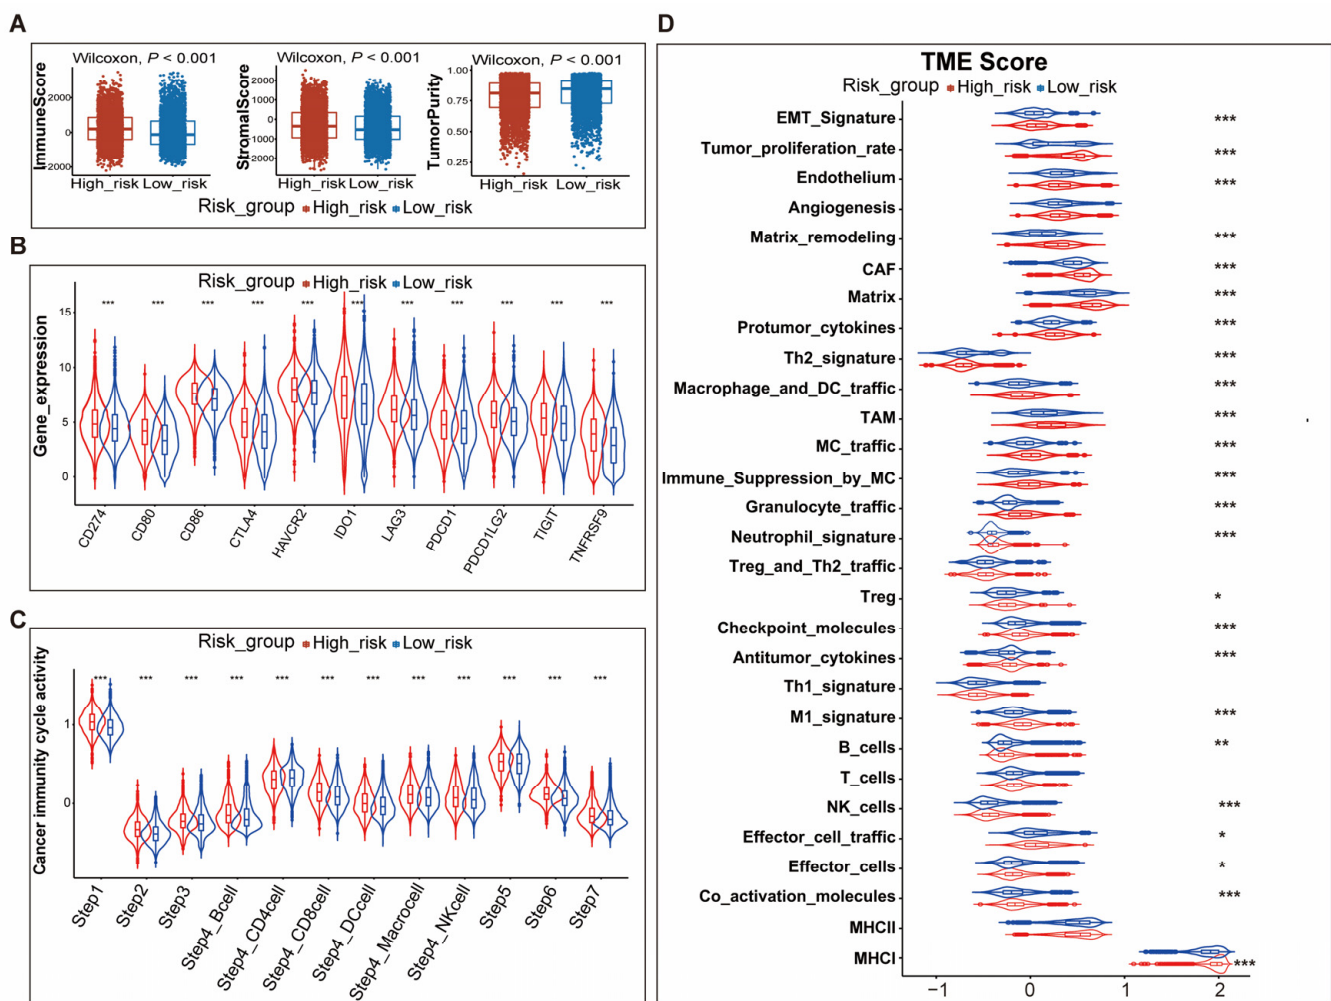 A
Wilcoxon, P < 0.001
Wilcoxon, P < 0.001
Wilcoxon, P < 0.001
ImmuneScore
2000
0
-2000
High_risk Low_risk
StromalScore
2000
1000
0
1000
2000
High_risk Low_risk
TumorPurity
1.00
0.75
0.50
0.25
High_risk Low_risk
Risk_group High_risk Low_risk
B
Risk_group High_risk Low_risk
*** *** *** *** *** *** *** *** *** *** ***
Gene_expression
15
10
5
0
CD274
CD80
CD86
CTLA4
HAVCR2
IDO1
LAG3
PDCD1
PDCD1LG2
TIGIT
TNFRSF9
C
Risk_group High_risk Low_risk
*** *** *** *** *** *** *** *** *** *** *** ***
Cancer immunity cycle activity
1
0
Step1
Step2
Step3
Step4_Bcell
Step4_CD4cell
Step4_CD8cell
Step4_DCcell
Step4_Macrocell
Step4_NKcell
Step5
Step6
Step7
D
TME Score
Risk_group High_risk Low_risk
EMT_Signature ***
Tumor_proliferation_rate ***
Endothelium ***
Angiogenesis
Matrix_remodeling ***
CAF ***
Matrix ***
Protumor_cytokines ***
Th2_signature ***
Macrophage_and_DC_traffic ***
TAM ***
MC_traffic ***
Immune_Suppression_by_MC ***
Granulocyte_traffic ***
Neutrophil_signature ***
Treg_and_Th2_traffic
Treg *
Checkpoint_molecules ***
Antitumor_cytokines ***
Th1_signature
M1_signature ***
B_cells **
T_cells
NK_cells ***
Effector_cell_traffic *
Effector_cells *
Co_activation_molecules ***
MHCII
MHCI ***
−1 0 1 2